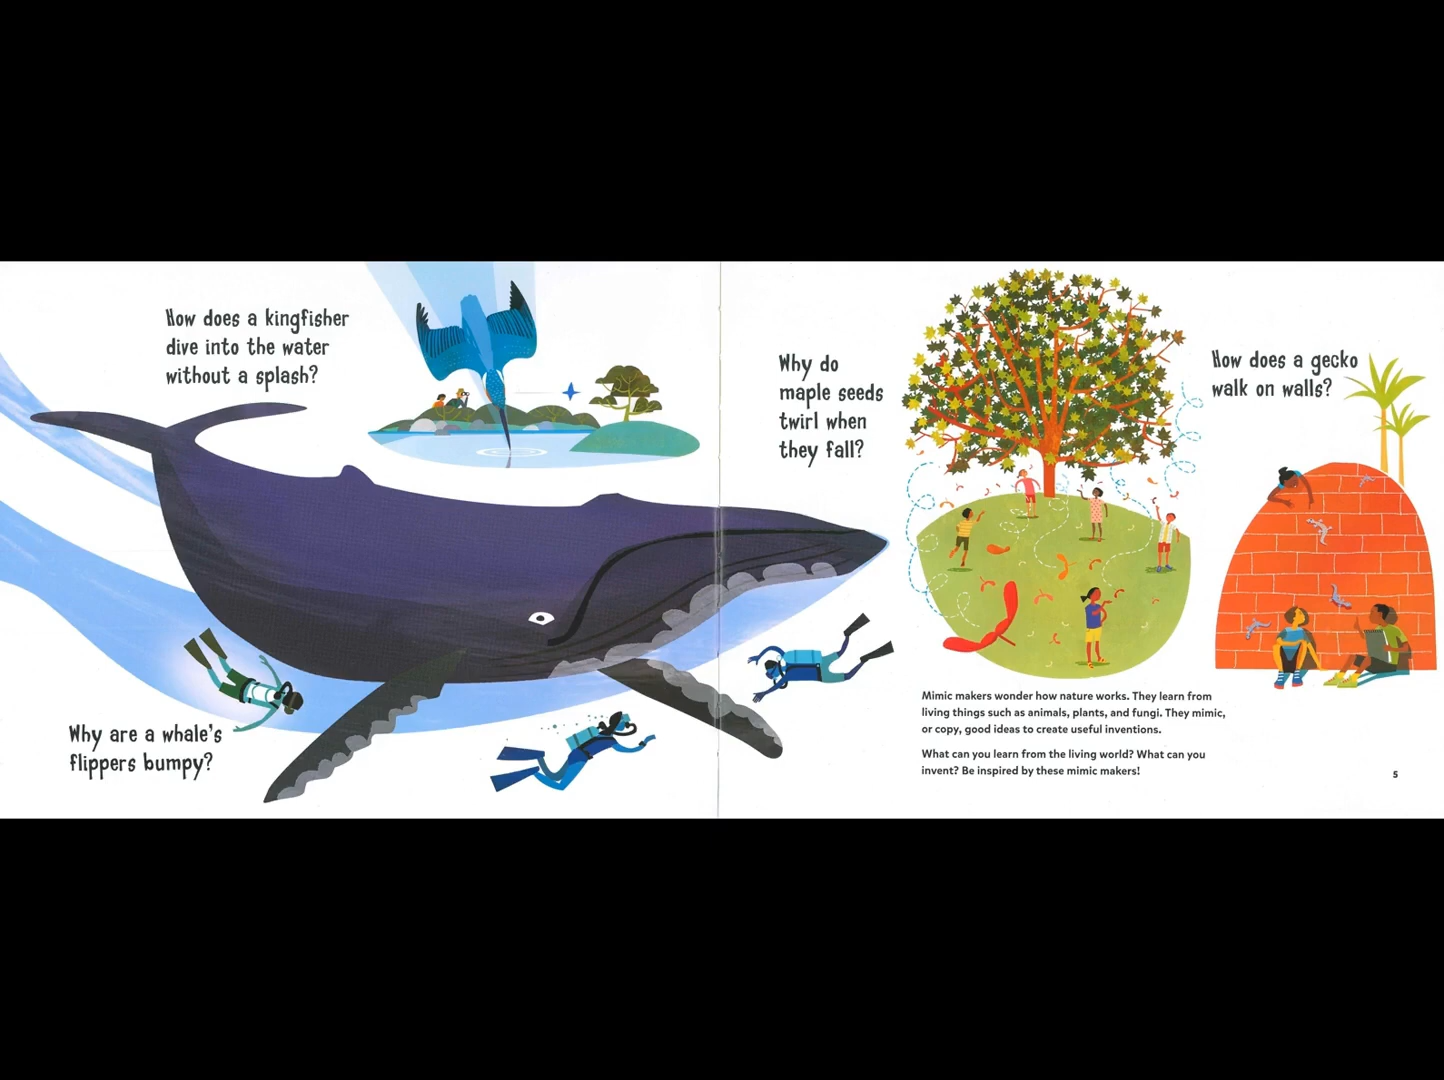 How does a kingfisher
dive into the water
without a splash?
Why are a whale's
flippers bumpy?
Why do
maple seeds
twirl when
they fall?
How does a gecko
walk on walls?
Mimic makers wonder how nature works. They learn from
living things such as animals, plants, and fungi. They mimic,
or copy, good ideas to create useful inventions.
What can you learn from the living world? What can you
invent? Be inspired by these mimic makers!
5